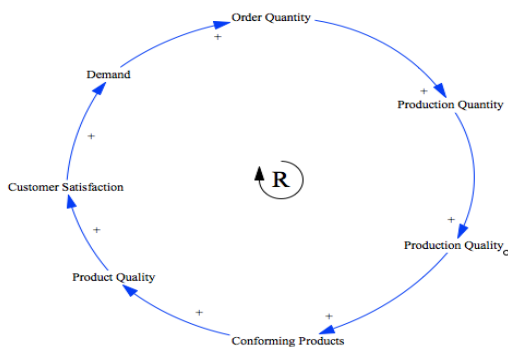 Order Quantity
+
Demand
+
Production Quantity
+
R
Customer Satisfaction
+
+
Production Quality
+
Product Quality
+
+
Conforming Products